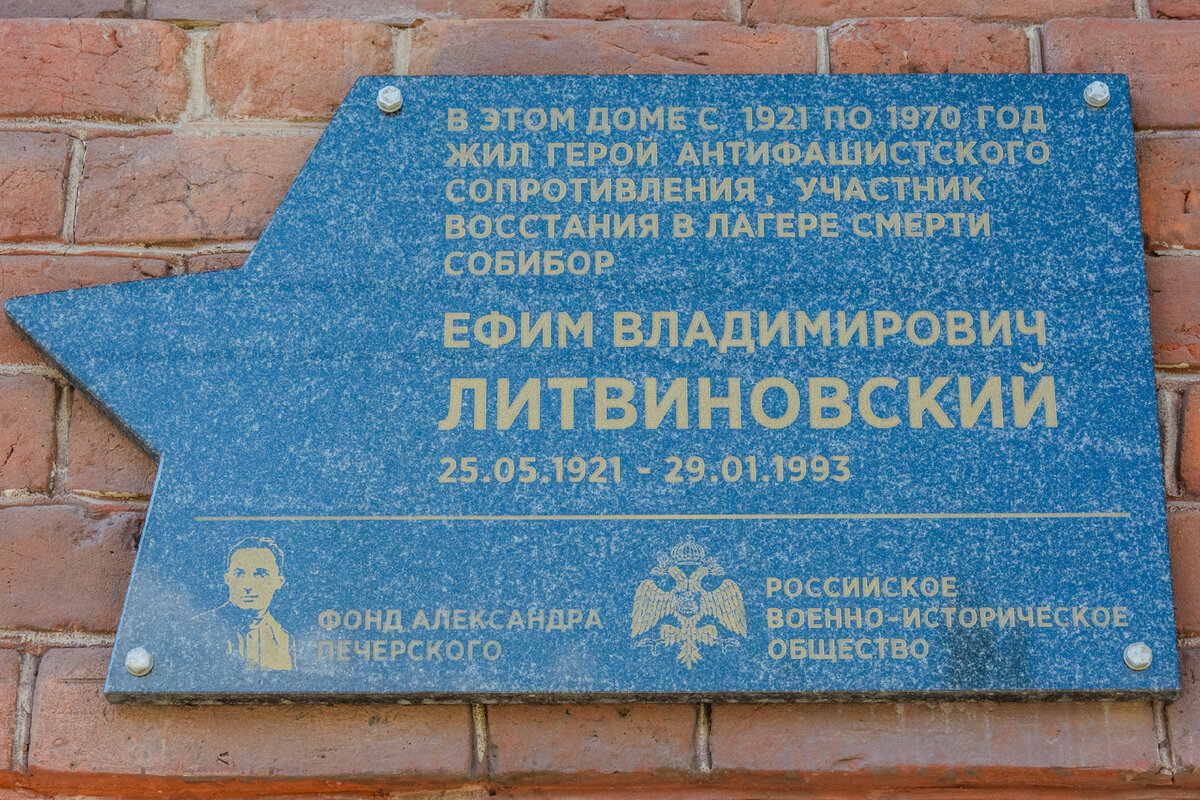 В ЭТОМ ДОМЕ С 1921 ПО 1970 ГОД
ЖИЛ ГЕРОЙ АНТИФАШИСТСКОГО
СОПРОТИВЛЕНИЯ, УЧАСТНИК
ВОССТАНИЯ В ЛАГЕРЕ СМЕРТИ
СОБИБОР
ЕФИМ ВЛАДИМИРОВИЧ
ЛИТВИНОВСКИЙ
25.05.1921 - 29.01.1993
ФОНД АЛЕКСАНДРА
ПЕЧЕРСКОГО
РОССИЙСКОЕ
ВОЕННО-ИСТОРИЧЕСКОЕ
ОБЩЕСТВО